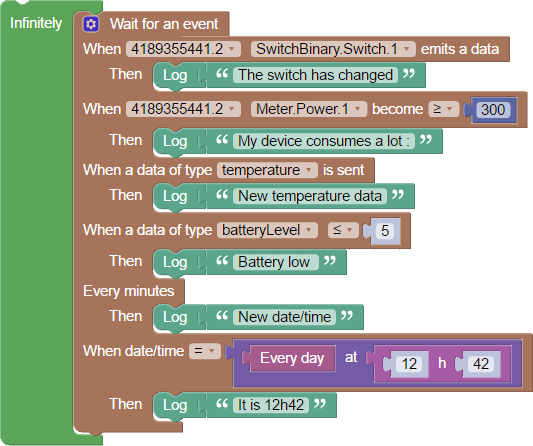 Infinitely Wait for an event
When 4189355441.2 SwitchBinary.Switch.1 emits a data
Then Log “ The switch has changed ”
When 4189355441.2 Meter.Power.1 become ≥ 300
Then Log “ My device consumes a lot : ”
When a data of type temperature is sent
Then Log “ New temperature data ”
When a data of type batteryLevel ≤ 5
Then Log “ Battery low ”
Every minutes
Then Log “ New date/time ”
When date/time = Every day at 12 h 42
Then Log “ It is 12h42 ”